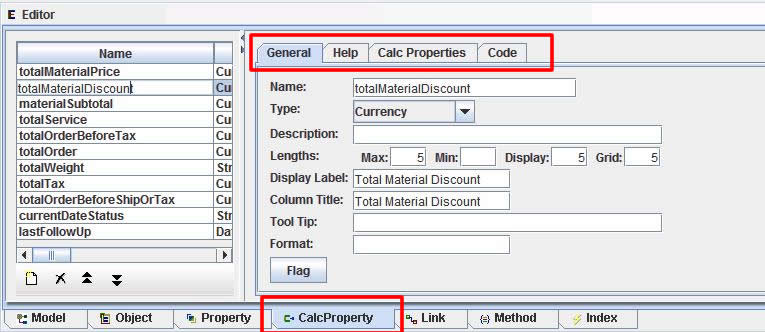 E Editor
Name
totalMaterialPrice Cu
totalMaterialDiscount Cu
materialSubtotal Cu
totalService Cu
totalOrderBeforeTax Cu
totalOrder Cu
totalWeight Str
totalTax Cu
totalOrderBeforeShipOrTax Cu
currentDateStatus Str
lastFollowUp Da
General Help Calc Properties Code
Name: totalMaterialDiscount
Type: Currency
Description:
Lengths: Max: 5 Min: Display: 5 Grid: 5
Display Label: Total Material Discount
Column Title: Total Material Discount
Tool Tip:
Format:
Flag
Model Object Property CalcProperty Link Method Index